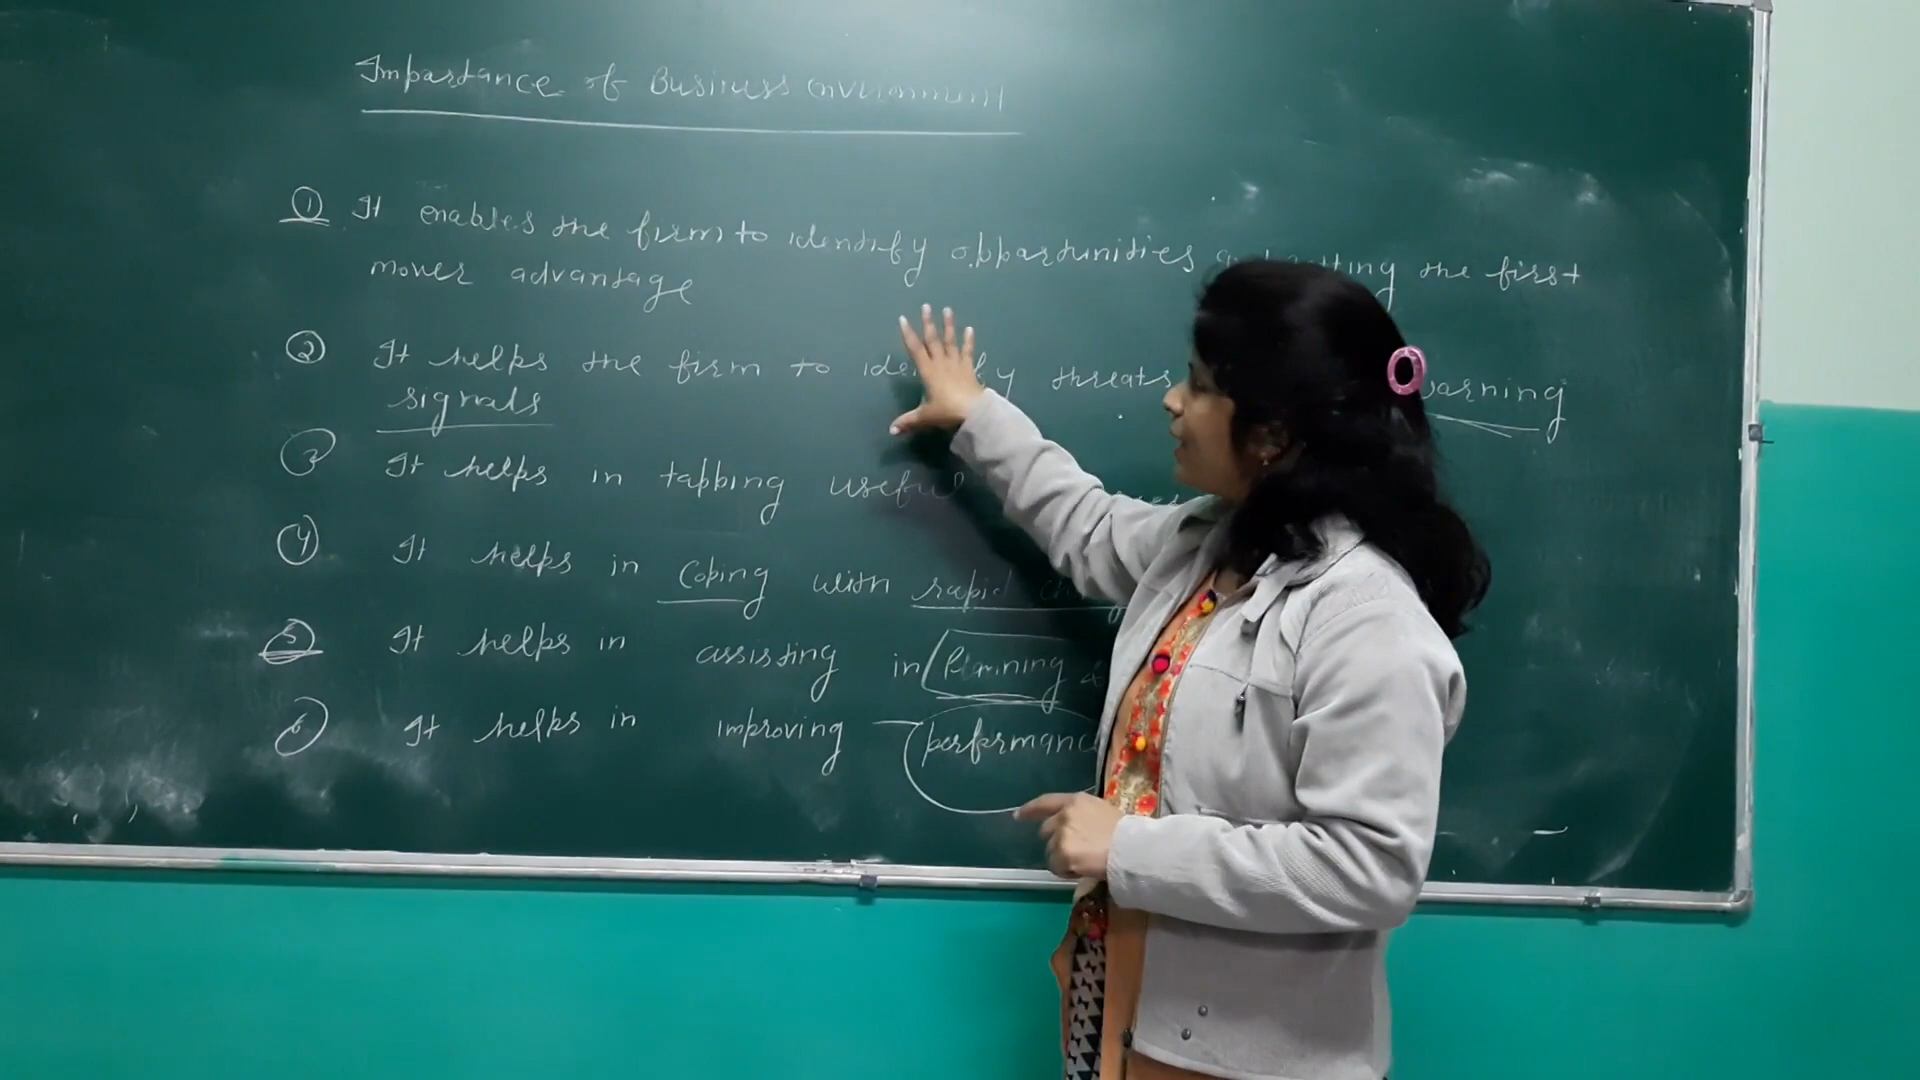 Importance of Business environment
① It enables the firm to identify opportunities getting the first
mover advantage
② It helps the firm to identify threats warning
signals
③ It helps in tapping useful
④ It helps in Coping with rapid
⑤ It helps in assisting in Planning &
⑥ It helps in improving performance